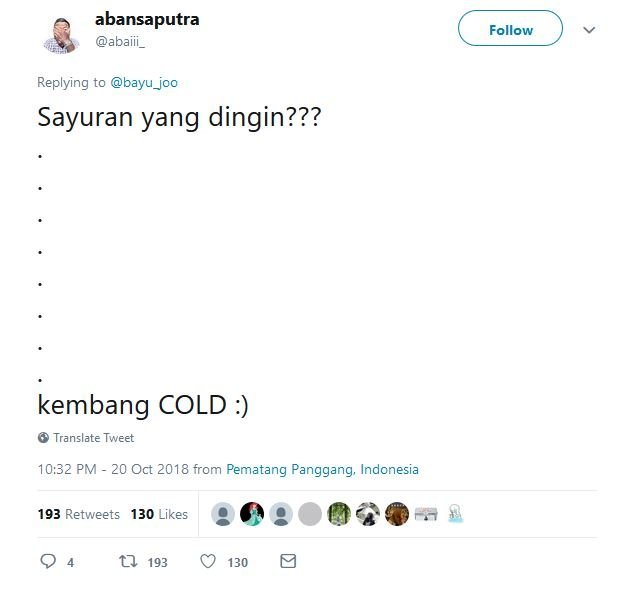 abansaputra
@abaiii_
Follow
Replying to @bayu_joo
Sayuran yang dingin???
.
.
.
.
.
.
.
.
kembang COLD :)
Translate Tweet
10:32 PM - 20 Oct 2018 from Pematang Panggang, Indonesia
193 Retweets 130 Likes
4 193 130